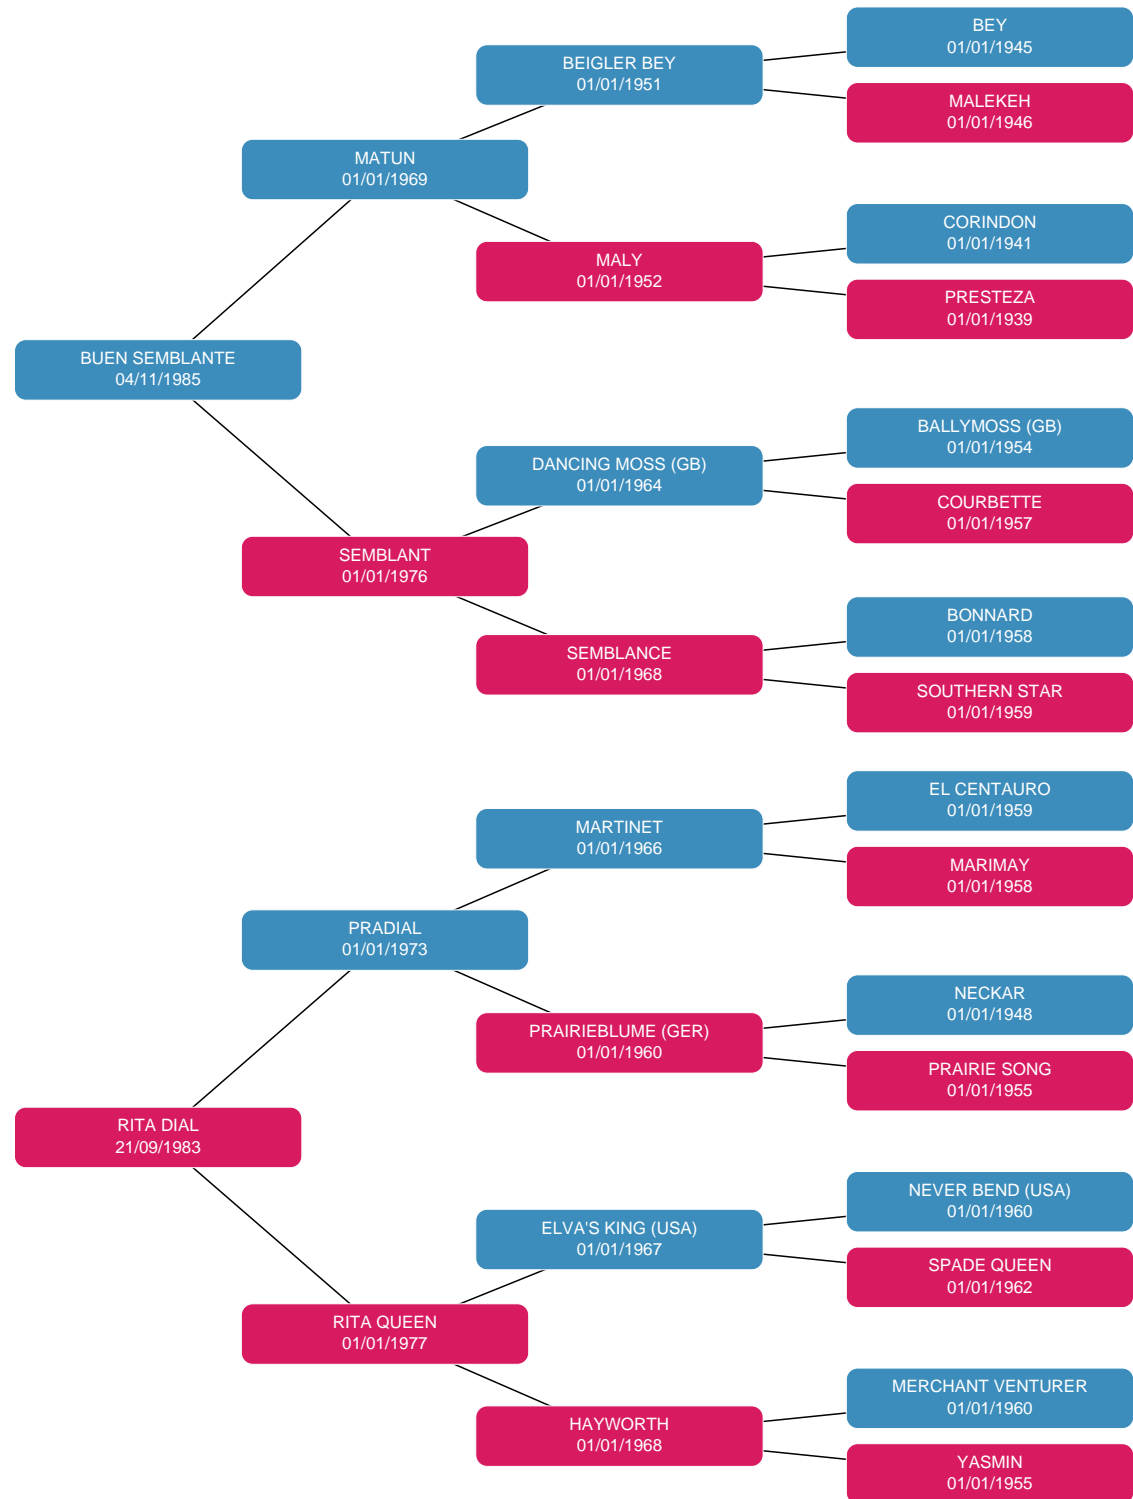 BEY
01/01/1945
BEIGLER BEY
01/01/1951
MALEKEH
01/01/1946
MATUN
01/01/1969
CORINDON
01/01/1941
MALY
01/01/1952
PRESTEZA
01/01/1939
BUEN SEMBLANTE
04/11/1985
BALLYMOSS (GB)
01/01/1954
DANCING MOSS (GB)
01/01/1964
COURBETTE
01/01/1957
SEMBLANT
01/01/1976
BONNARD
01/01/1958
SEMBLANCE
01/01/1968
SOUTHERN STAR
01/01/1959
EL CENTAURO
01/01/1959
MARTINET
01/01/1966
MARIMAY
01/01/1958
PRADIAL
01/01/1973
NECKAR
01/01/1948
PRAIRIEBLUME (GER)
01/01/1960
PRAIRIE SONG
01/01/1955
RITA DIAL
21/09/1983
NEVER BEND (USA)
01/01/1960
ELVA'S KING (USA)
01/01/1967
SPADE QUEEN
01/01/1962
RITA QUEEN
01/01/1977
MERCHANT VENTURER
01/01/1960
HAYWORTH
01/01/1968
YASMIN
01/01/1955